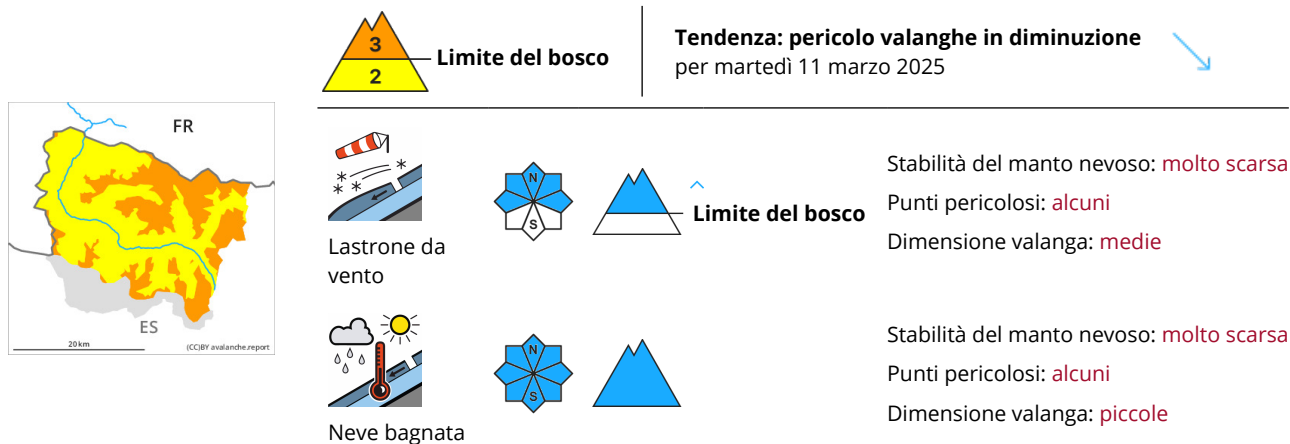 3
2
Limite del bosco
Tendenza: pericolo valanghe in diminuzione
per martedì 11 marzo 2025
FR
ES
20 km
(CC)BY avalanche.report
Lastrone da
vento
N
S
Limite del bosco
Stabilità del manto nevoso: molto scarsa
Punti pericolosi: alcuni
Dimensione valanga: medie
Neve bagnata
N
S
Stabilità del manto nevoso: molto scarsa
Punti pericolosi: alcuni
Dimensione valanga: piccole